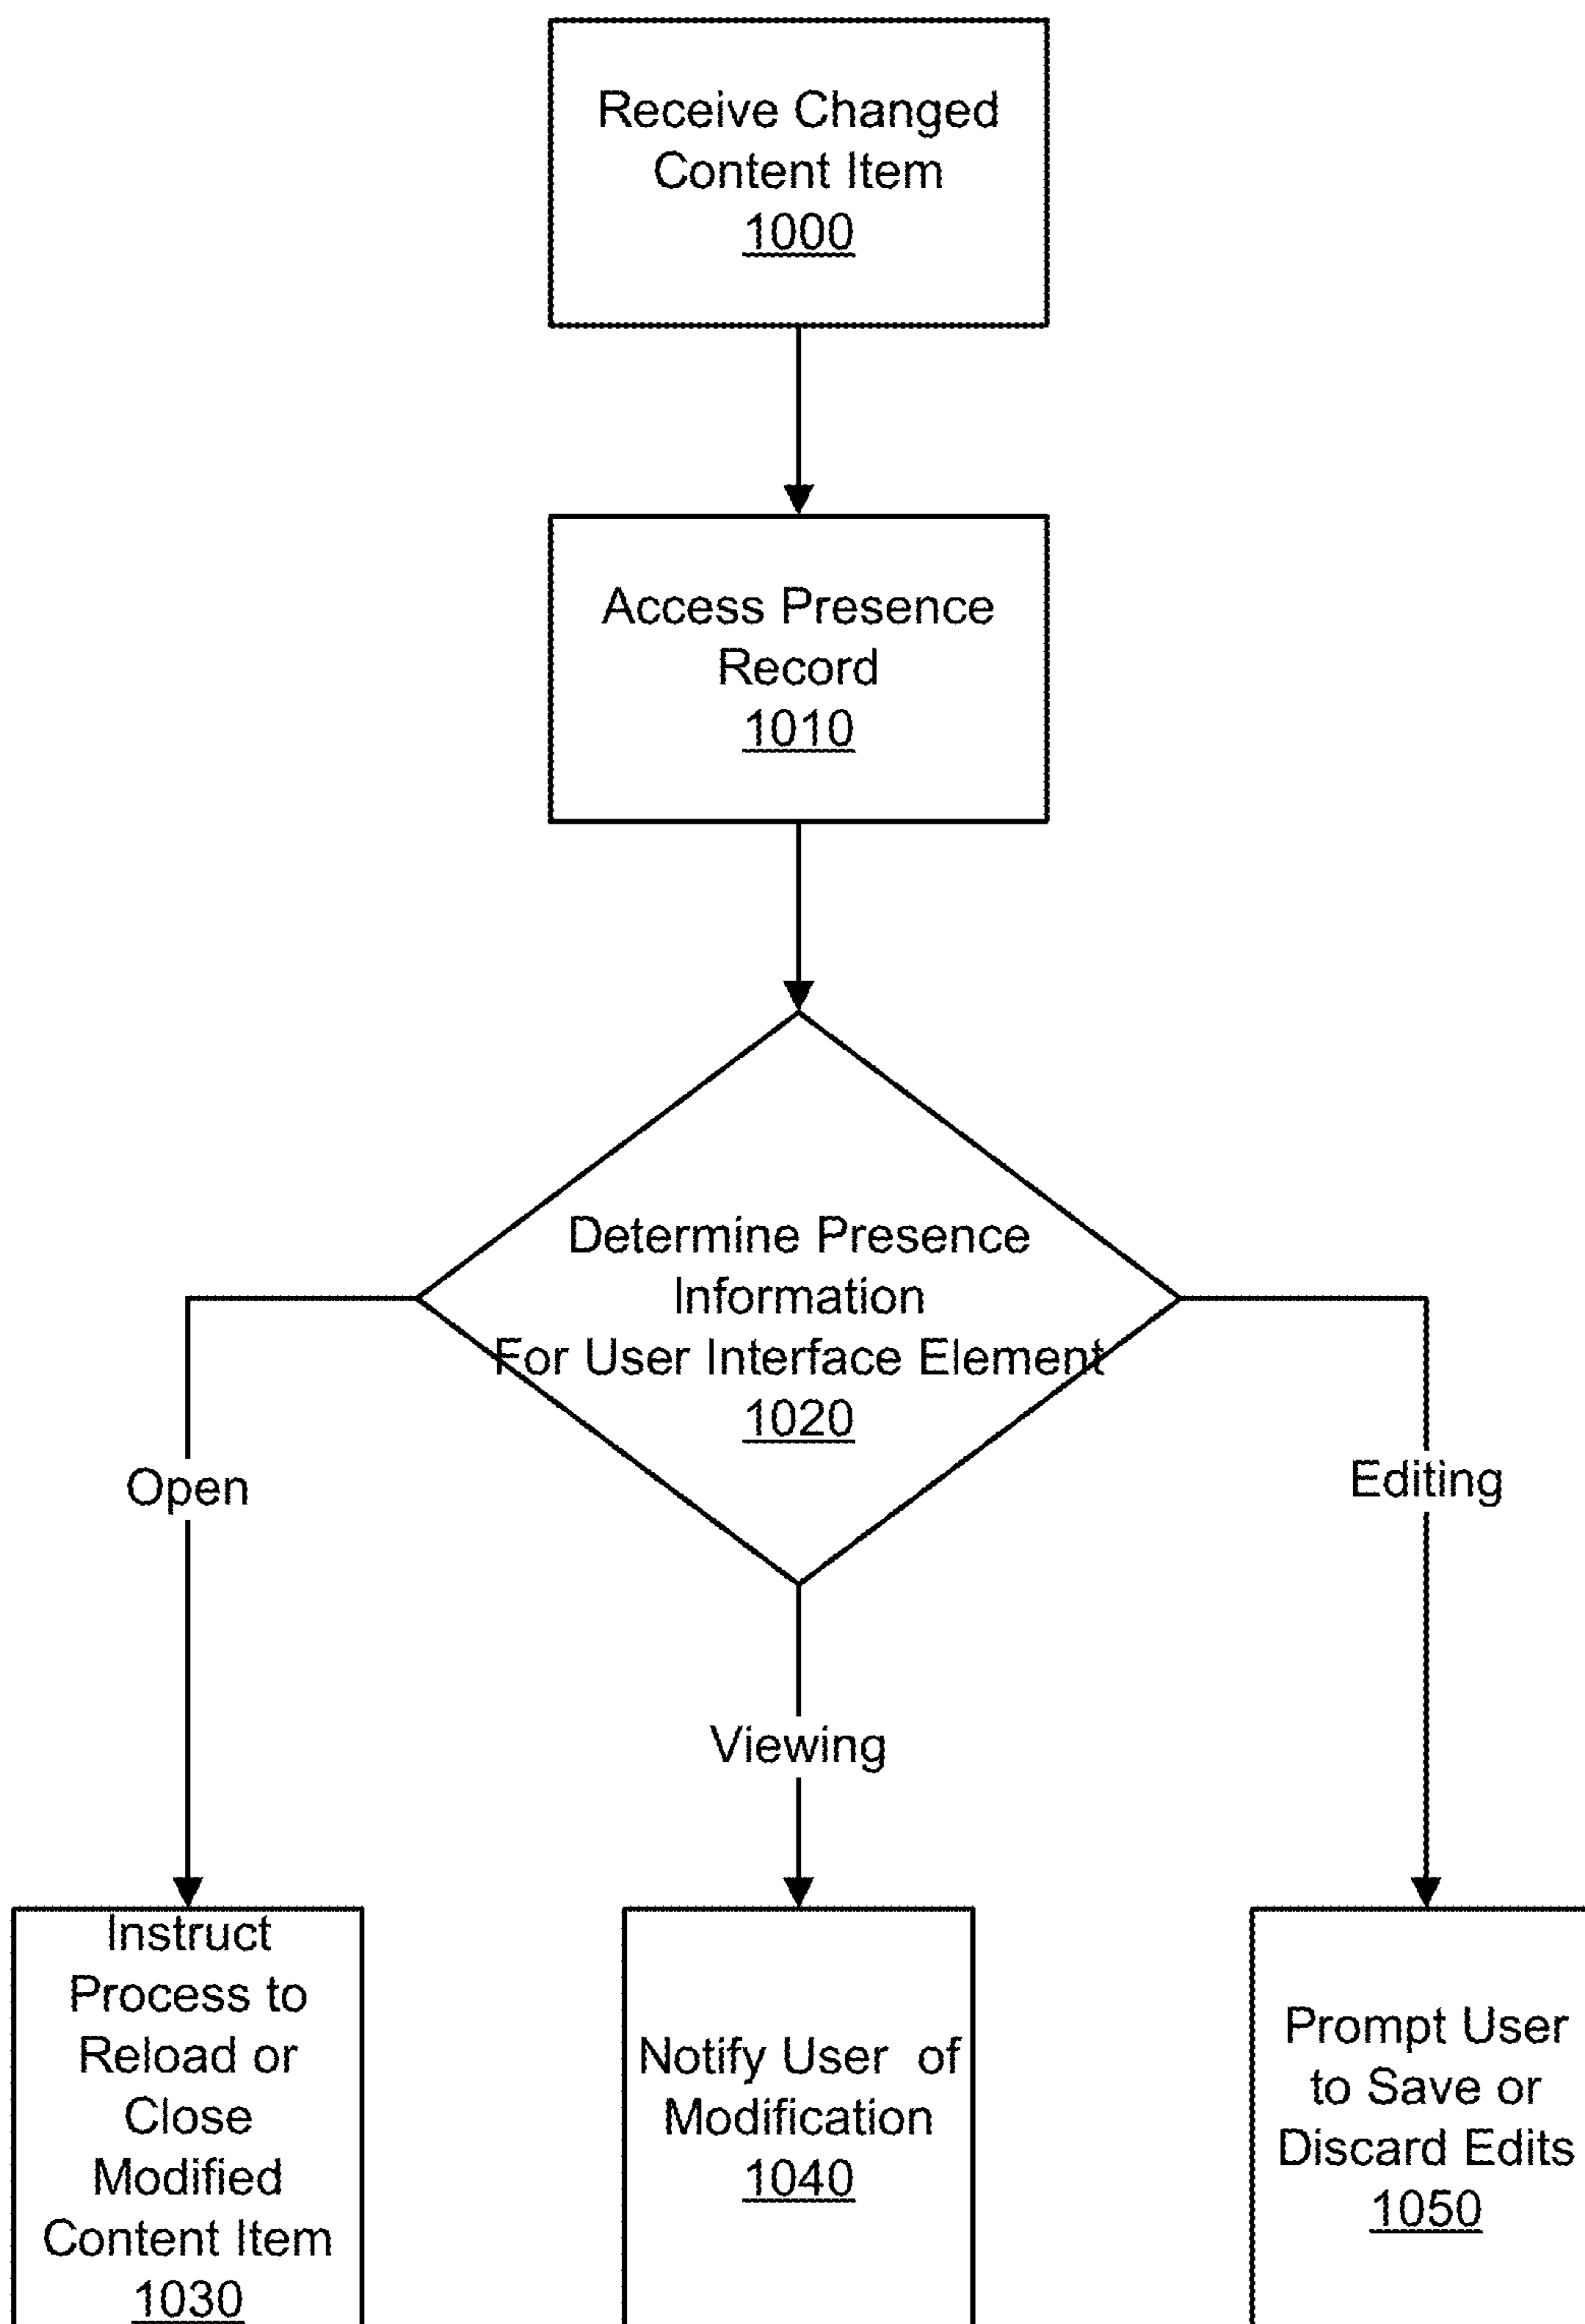 Receive Changed
Content Item
1000
Access Presence
Record
1010
Determine Presence
Information
For User Interface Element
1020
Open
Editing
Viewing
Instruct
Process to
Reload or
Close
Modified
Content Item
1030
Notify User of
Modification
1040
Prompt User
to Save or
Discard Edits
1050